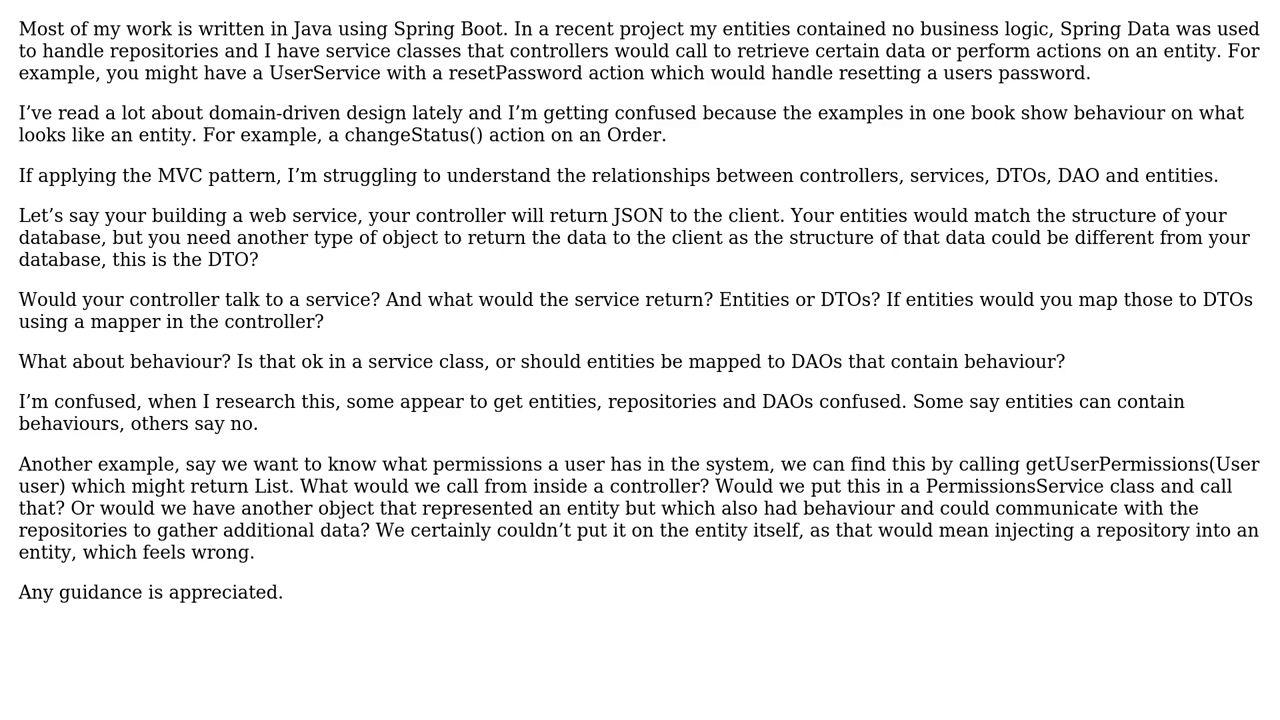 Most of my work is written in Java using Spring Boot. In a recent project my entities contained no business logic, Spring Data was used
to handle repositories and I have service classes that controllers would call to retrieve certain data or perform actions on an entity. For
example, you might have a UserService with a resetPassword action which would handle resetting a users password.
I’ve read a lot about domain-driven design lately and I’m getting confused because the examples in one book show behaviour on what
looks like an entity. For example, a changeStatus() action on an Order.
If applying the MVC pattern, I’m struggling to understand the relationships between controllers, services, DTOs, DAO and entities.
Let’s say your building a web service, your controller will return JSON to the client. Your entities would match the structure of your
database, but you need another type of object to return the data to the client as the structure of that data could be different from your
database, this is the DTO?
Would your controller talk to a service? And what would the service return? Entities or DTOs? If entities would you map those to DTOs
using a mapper in the controller?
What about behaviour? Is that ok in a service class, or should entities be mapped to DAOs that contain behaviour?
I’m confused, when I research this, some appear to get entities, repositories and DAOs confused. Some say entities can contain
behaviours, others say no.
Another example, say we want to know what permissions a user has in the system, we can find this by calling getUserPermissions(User
user) which might return List. What would we call from inside a controller? Would we put this in a PermissionsService class and call
that? Or would we have another object that represented an entity but which also had behaviour and could communicate with the
repositories to gather additional data? We certainly couldn’t put it on the entity itself, as that would mean injecting a repository into an
entity, which feels wrong.
Any guidance is appreciated.